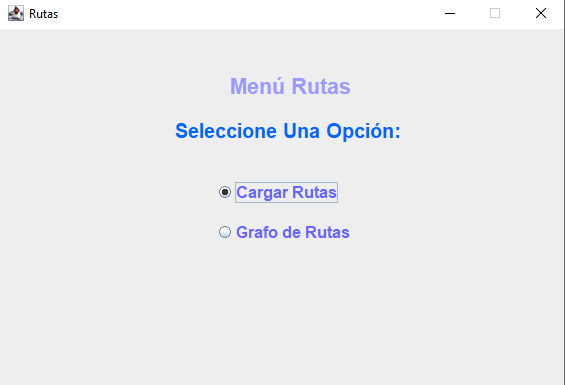 Rutas
Menú Rutas
Seleccione Una Opción:
Cargar Rutas
Grafo de Rutas